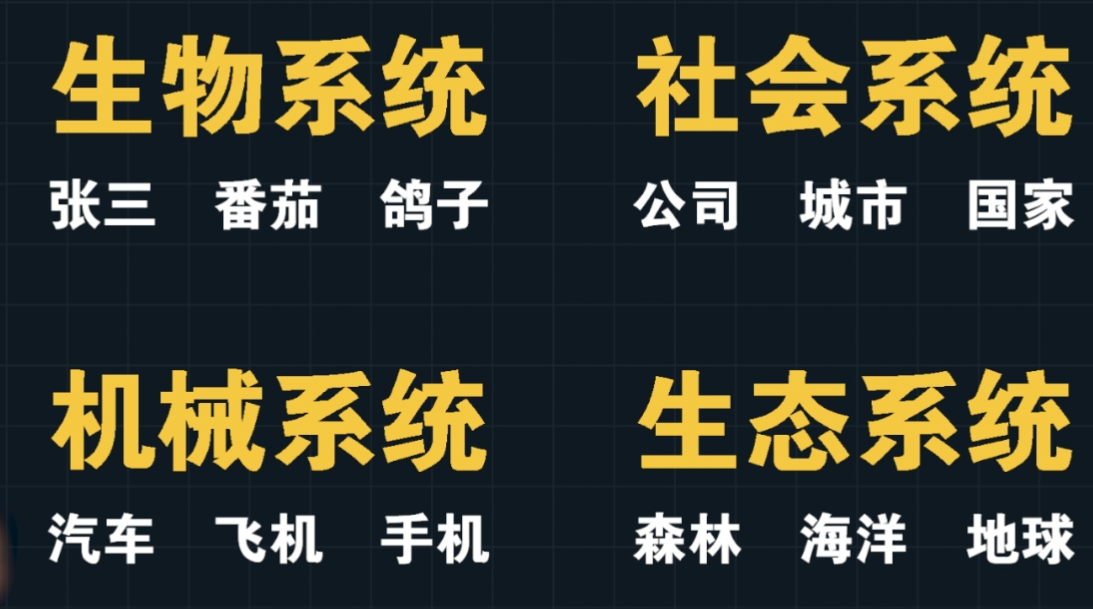 生物系统
张三 番茄 鸽子
社会系统
公司 城市 国家
机械系统
汽车 飞机 手机
生态系统
森林 海洋 地球